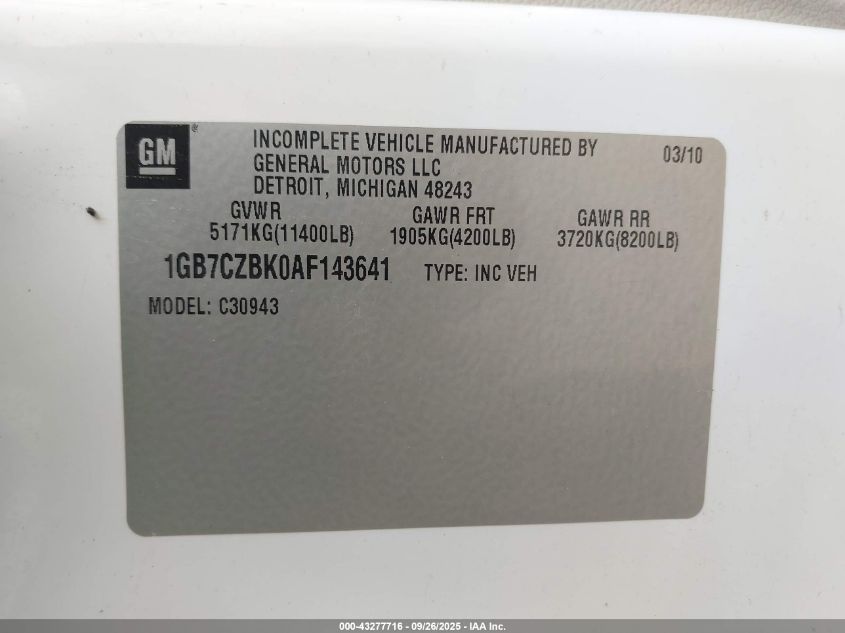 GM®
INCOMPLETE VEHICLE MANUFACTURED BY
GENERAL MOTORS LLC
DETROIT, MICHIGAN 48243
03/10
GVWR GAWR FRT GAWR RR
5171KG(11400LB) 1905KG(4200LB) 3720KG(8200LB)
1GB7CZBK0AF143641 TYPE: INC VEH
MODEL: C30943
000-43277716 - 09/26/2025 - IAA Inc.